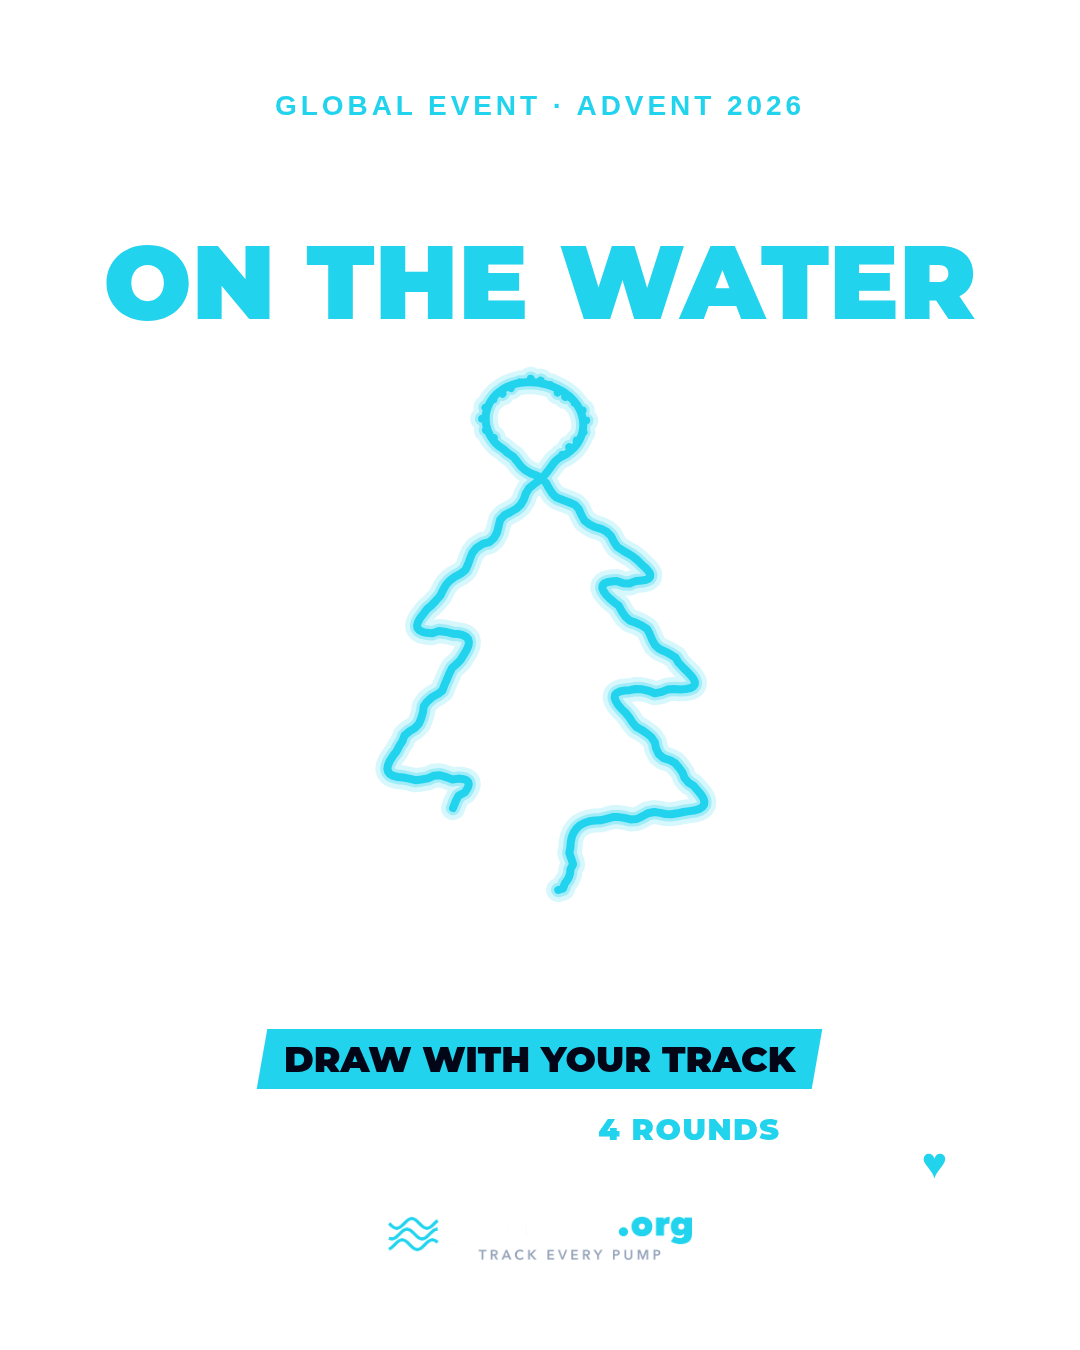 GLOBAL EVENT · ADVENT 2026
ON THE WATER
DRAW WITH YOUR TRACK
4 ROUNDS
♥
.org
TRACK EVERY PUMP